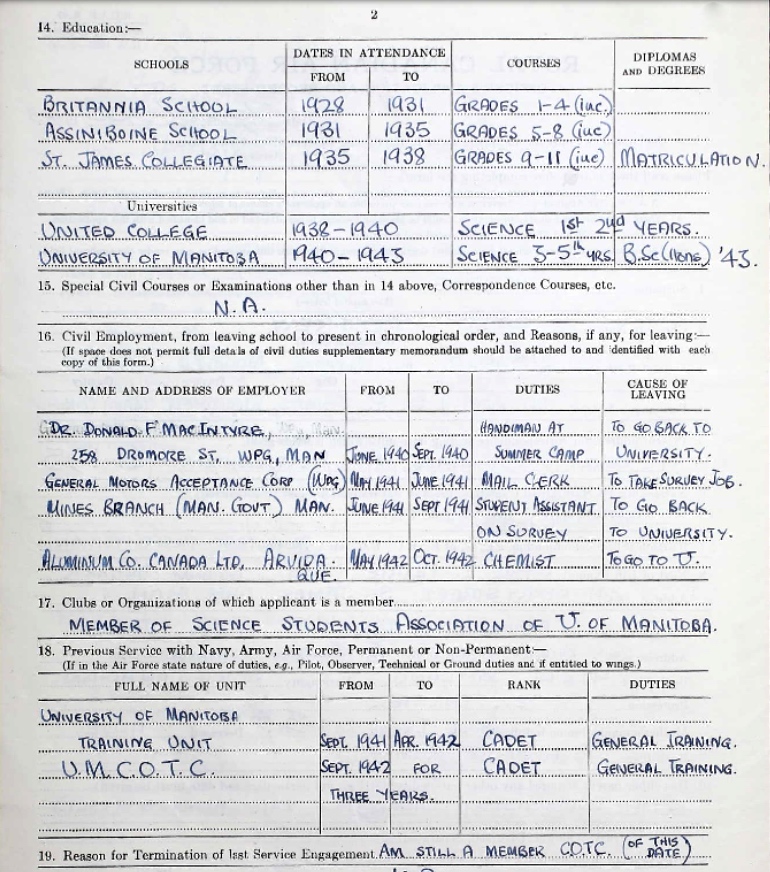 2
14. Education:—
SCHOOLS DATES IN ATTENDANCE COURSES DIPLOMAS AND DEGREES
FROM TO
BRITANNIA SCHOOL 1928 1931 GRADES 1-4 (inc)
ASSINIBOINE SCHOOL 1931 1935 GRADES 5-8 (inc)
ST. JAMES COLLEGIATE 1935 1938 GRADES 9-11 (inc) MATRICULATION.
Universities
UNITED COLLEGE 1938-1940 SCIENCE 1st 2nd YEARS.
UNIVERSITY OF MANITOBA 1940-1943 SCIENCE 3-5th YRS. B.Sc (Hons) '43.
15. Special Civil Courses or Examinations other than in 14 above, Correspondence Courses, etc.
N.A.
16. Civil Employment, from leaving school to present in chronological order, and Reasons, if any, for leaving:—
(If space does not permit full details of civil duties supplementary memorandum should be attached to and identified with each
copy of this form.)
NAME AND ADDRESS OF EMPLOYER FROM TO DUTIES CAUSE OF LEAVING
DR. DONALD F MACINTYRE, HANDIMAN AT TO GO BACK TO
258 DROMORE ST. WPG, MAN JUNE. 1940 SEPT. 1940 SUMMER CAMP UNIVERSITY.
GENERAL MOTORS ACCEPTANCE CORP (WPG) MAY 1941 JUNE 1941 MAIL CLERK TO TAKE SURVEY JOB.
MINES BRANCH (MAN. GOVT) MAN. JUNE 1941 SEPT 1941 STUDENT ASSISTANT TO GO BACK
ON SURVEY TO UNIVERSITY.
ALUMINUM CO. CANADA LTD, ARVIDA MAY 1942 OCT. 1942 CHEMIST TO GO TO U.
QUE.
17. Clubs or Organizations of which applicant is a member
MEMBER OF SCIENCE STUDENTS ASSOCIATION OF U. OF MANITOBA.
18. Previous Service with Navy, Army, Air Force, Permanent or Non-Permanent:—
(If in the Air Force state nature of duties, e.g., Pilot, Observer, Technical or Ground duties and if entitled to wings.)
FULL NAME OF UNIT FROM TO RANK DUTIES
UNIVERSITY OF MANITOBA
TRAINING UNIT SEPT. 1941 APR. 1942 CADET GENERAL TRAINING.
U.M.C.O.T.C. SEPT. 1942 FOR CADET GENERAL TRAINING.
THREE YEARS.
19. Reason for Termination of last Service Engagement AM STILL A MEMBER COTC. (OF THIS DATE)